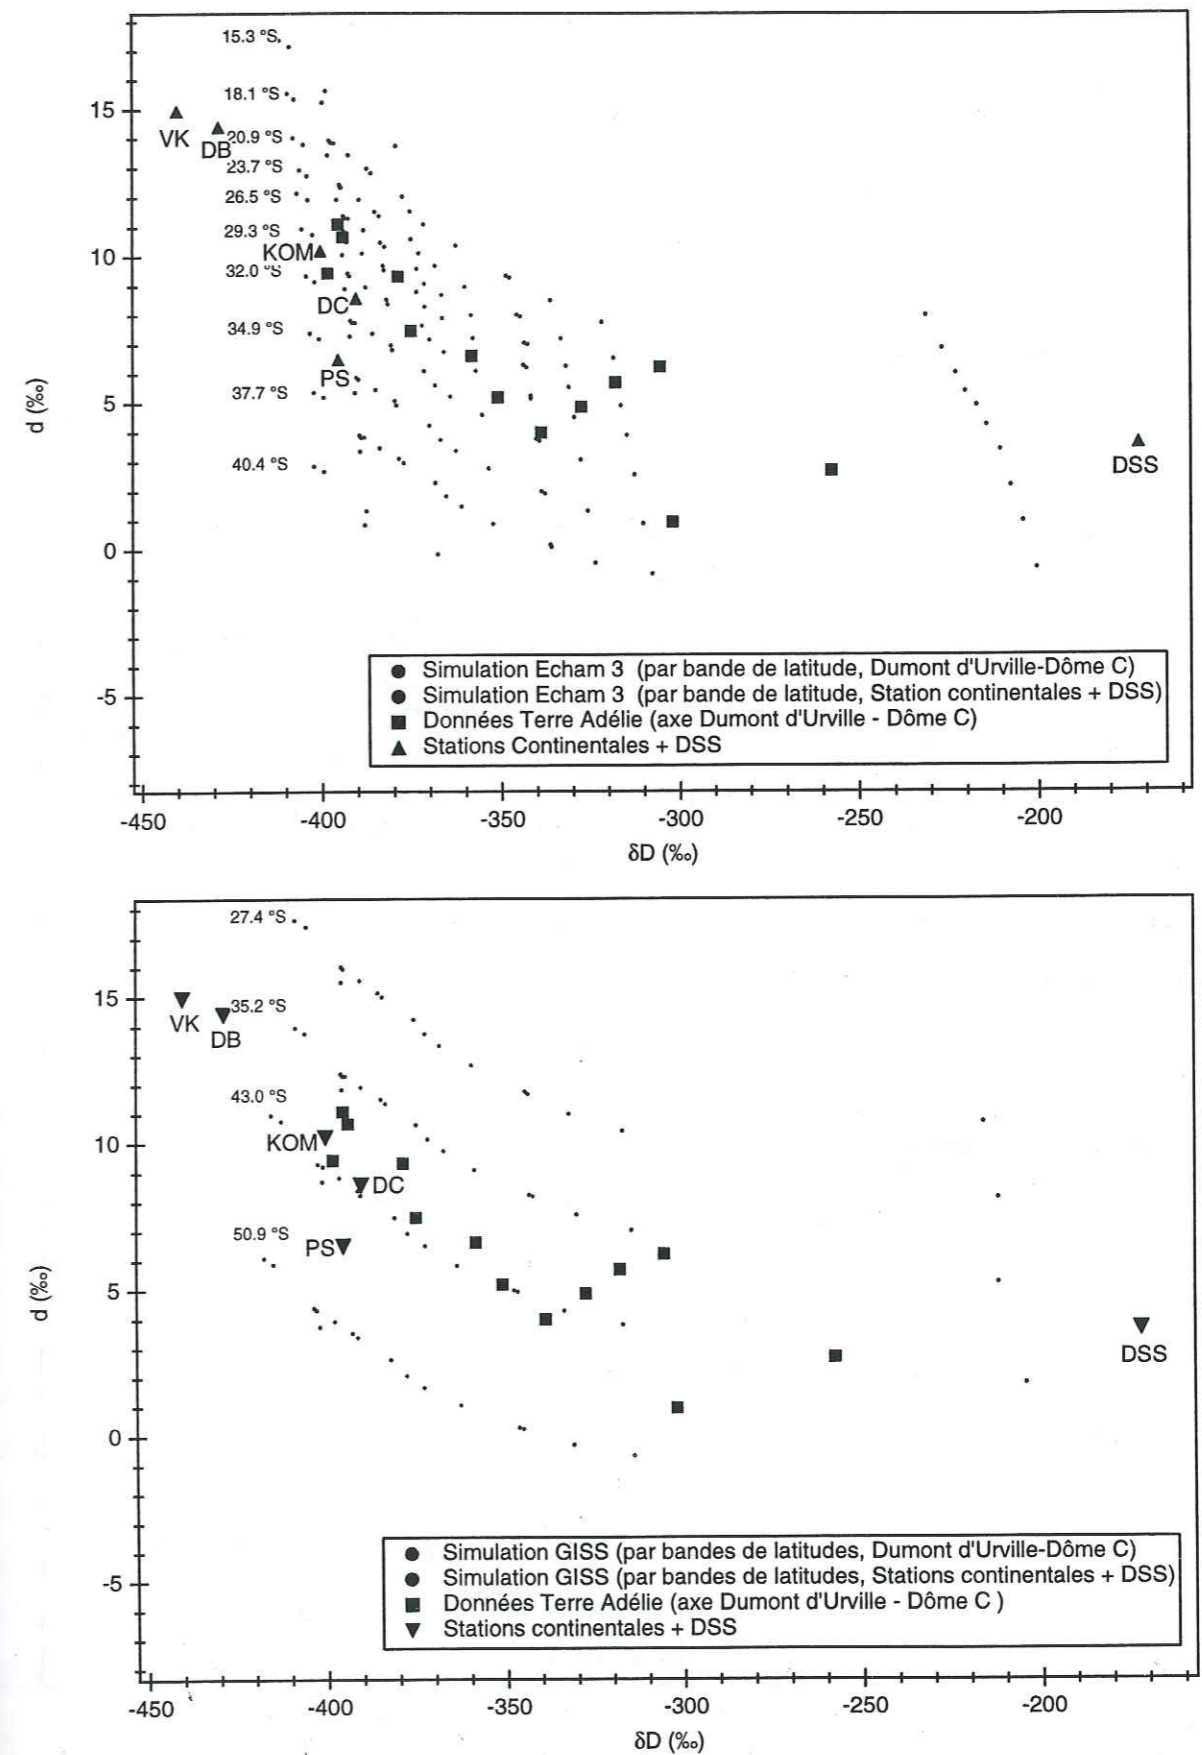 15.3 °S
18.1 °S
15
VK
DB
20.9 °S
23.7 °S
26.5 °S
29.3 °S
10
KOM
32.0 °S
DC
34.9 °S
PS
37.7 °S
5
d (‰)
40.4 °S
DSS
0
Simulation Echam 3 (par bande de latitude, Dumont d'Urville-Dôme C)
Simulation Echam 3 (par bande de latitude, Station continentales + DSS)
-5
Données Terre Adélie (axe Dumont d'Urville - Dôme C)
Stations Continentales + DSS
-450 -400 -350 -300 -250 -200
δD (‰)
27.4 °S
15
35.2 °S
VK
DB
43.0 °S
10
KOM
DC
50.9 °S
PS
5
d (‰)
DSS
0
Simulation GISS (par bandes de latitudes, Dumont d'Urville-Dôme C)
Simulation GISS (par bandes de latitudes, Stations continentales + DSS)
-5
Données Terre Adélie (axe Dumont d'Urville - Dôme C )
Stations continentales + DSS
-450 -400 -350 -300 -250 -200
δD (‰)